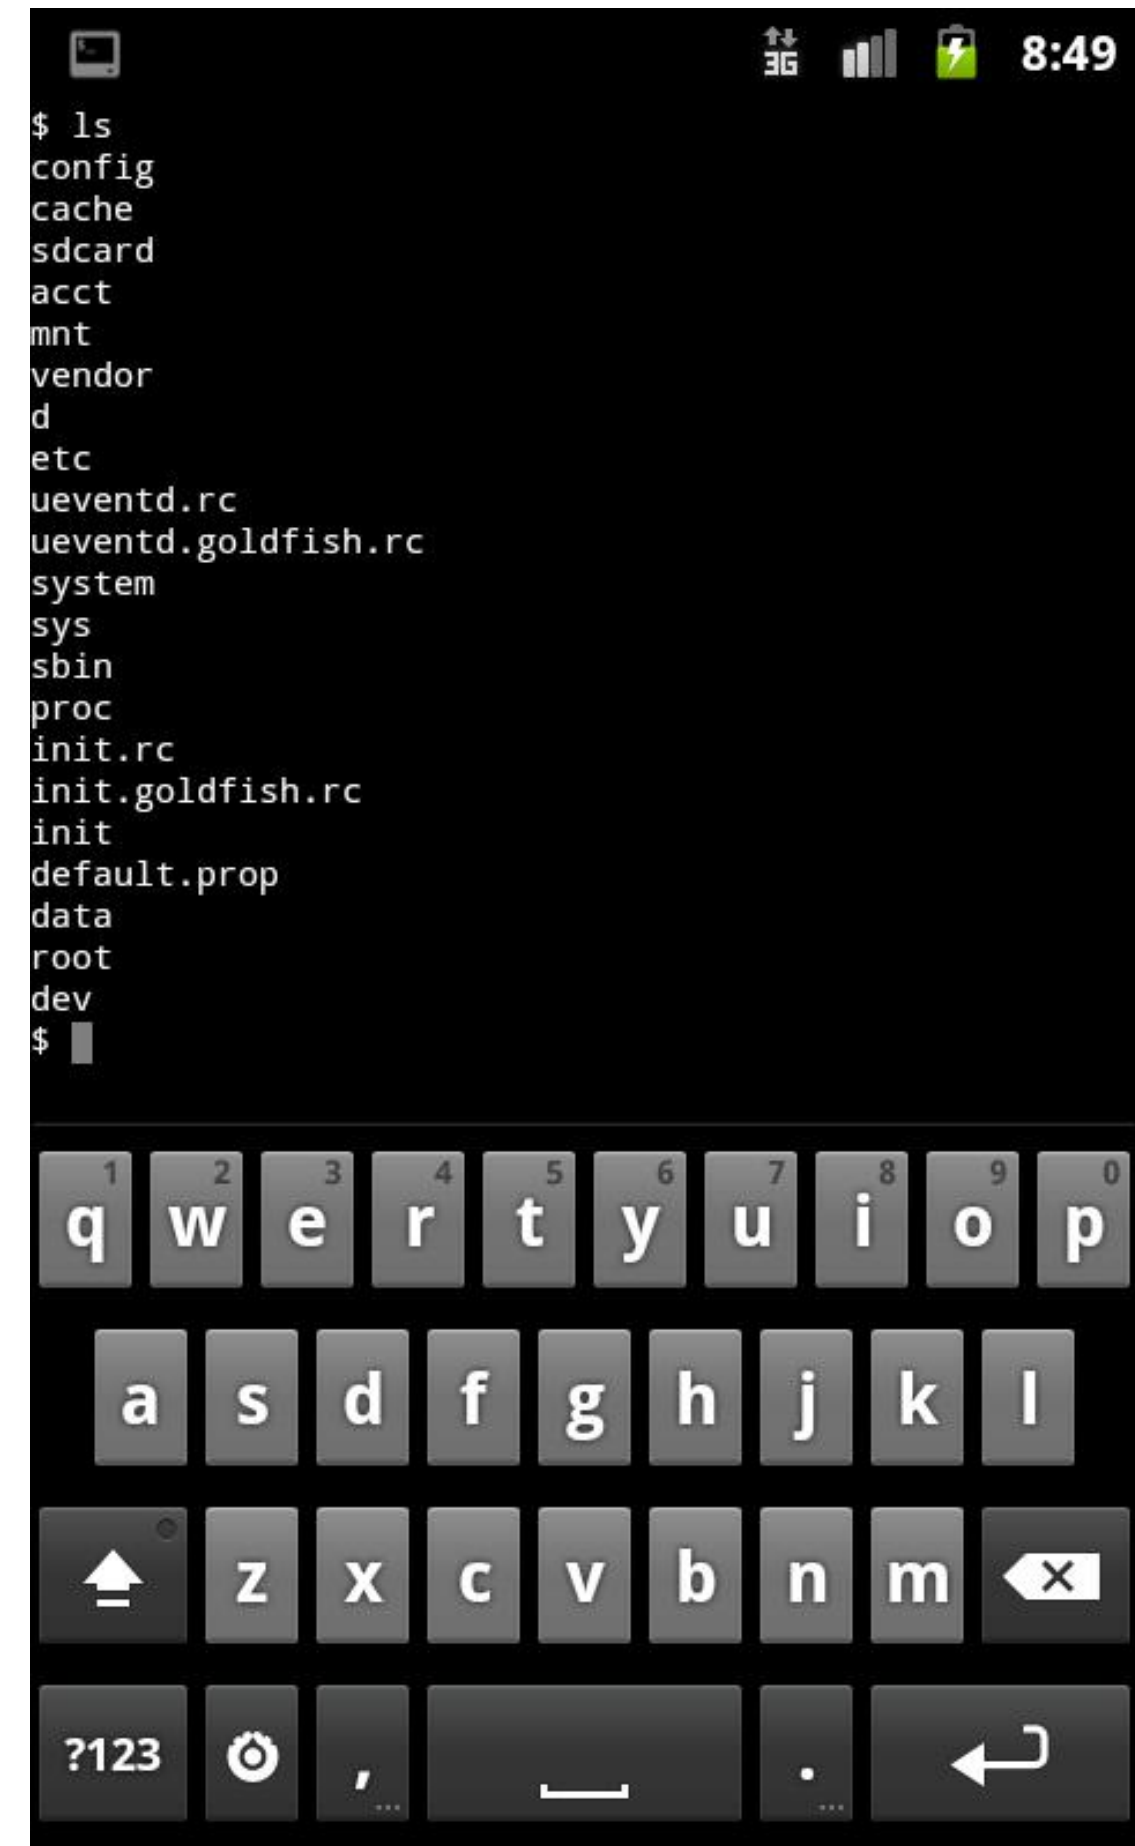 3G 8:49
$ ls
config
cache
sdcard
acct
mnt
vendor
d
etc
ueventd.rc
ueventd.goldfish.rc
system
sys
sbin
proc
init.rc
init.goldfish.rc
init
default.prop
data
root
dev
$
1 2 3 4 5 6 7 8 9 0
q w e r t y u i o p
a s d f g h j k l
z x c v b n m
?123 , ... . ...